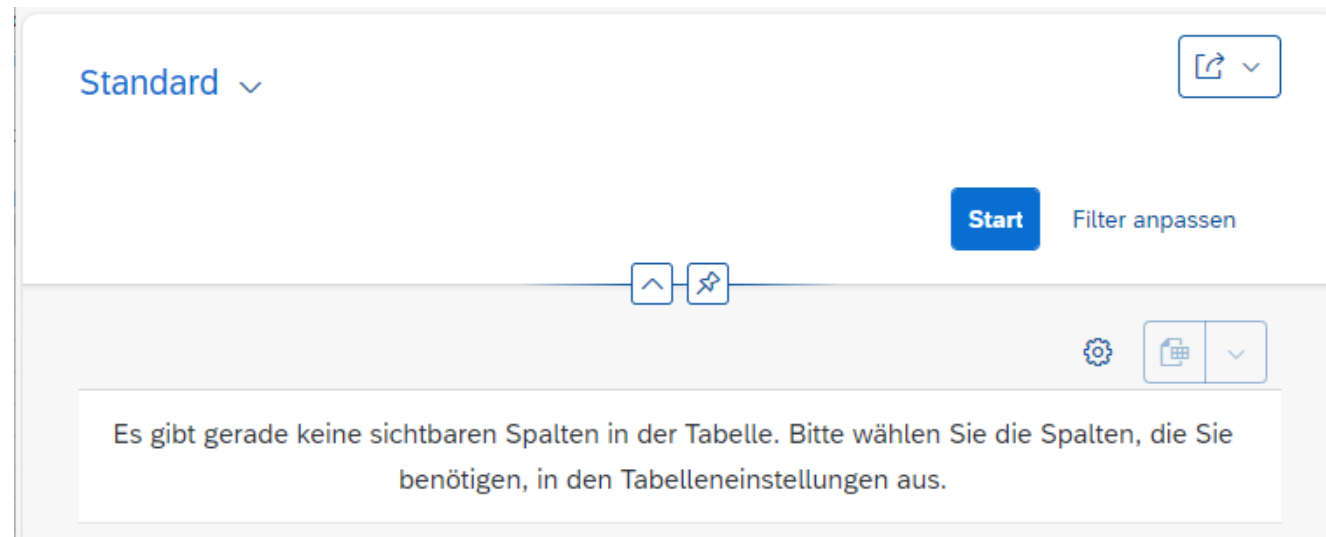 Standard
Start Filter anpassen
Es gibt gerade keine sichtbaren Spalten in der Tabelle. Bitte wählen Sie die Spalten, die Sie
benötigen, in den Tabelleneinstellungen aus.